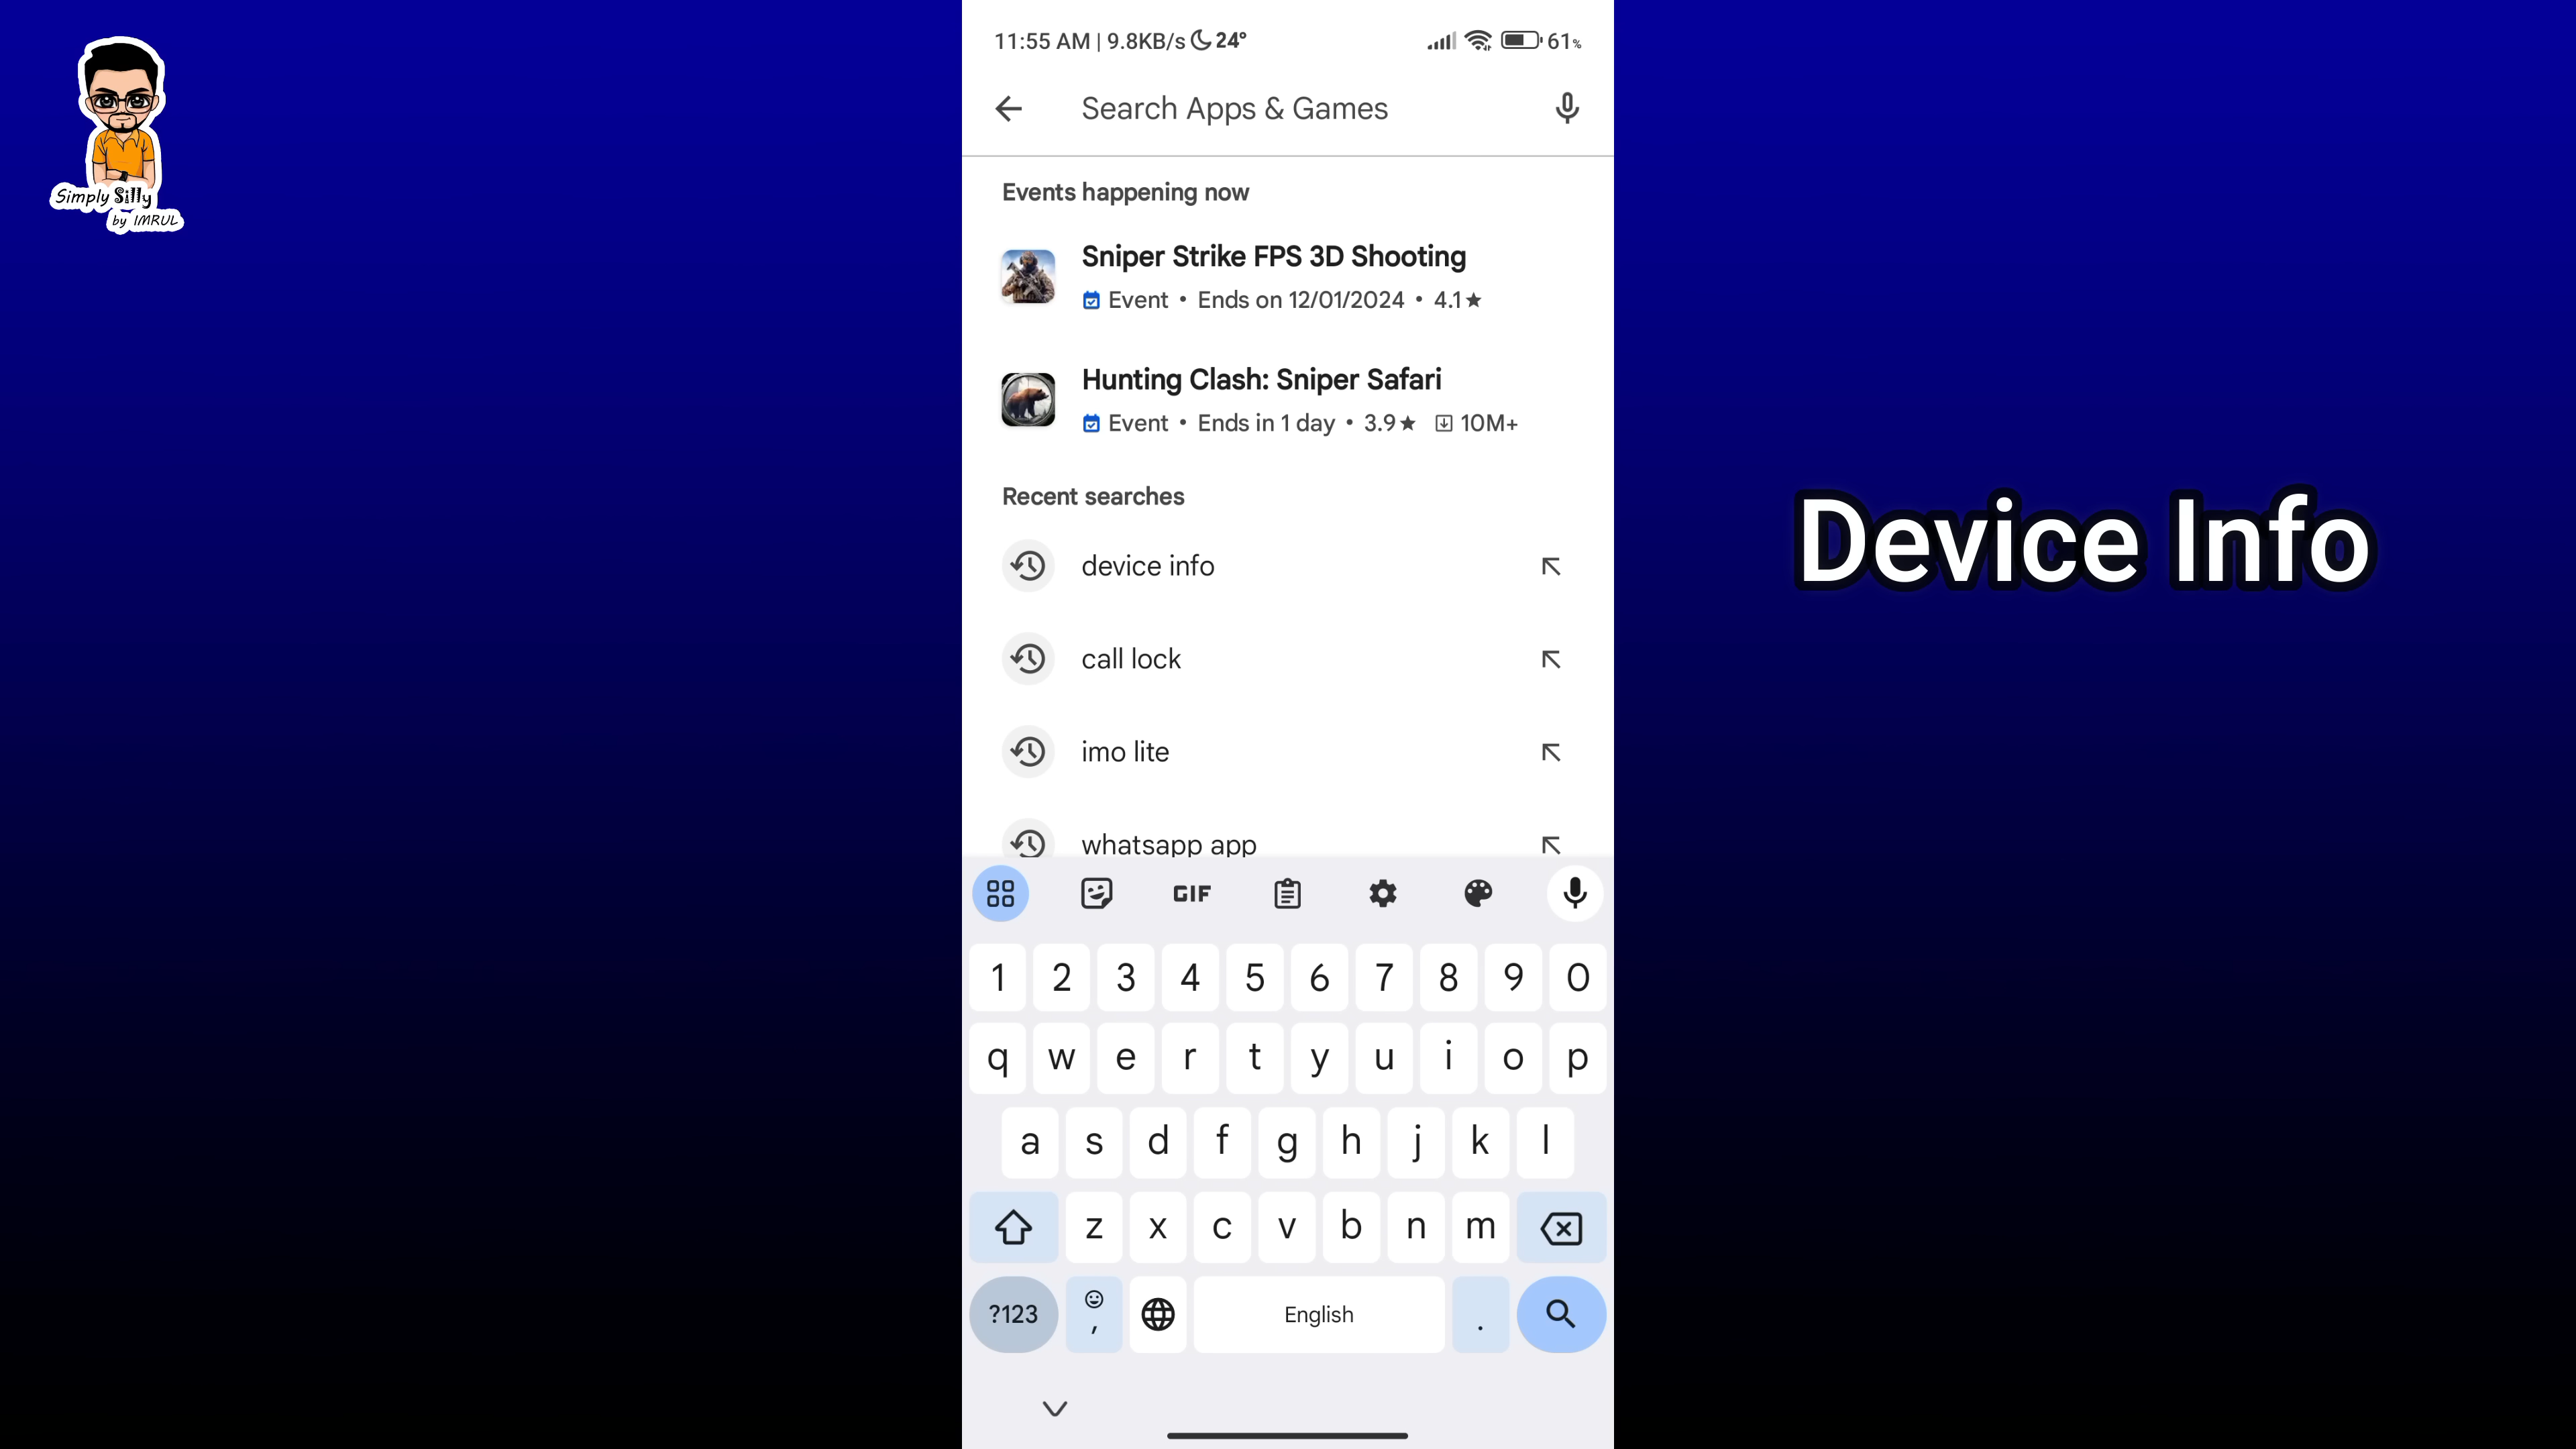 Simply Silly
by IMRUL
11:55 AM | 9.8KB/s 24°
61%
Search Apps & Games
Events happening now
Sniper Strike FPS 3D Shooting
Event • Ends on 12/01/2024 • 4.1★
Hunting Clash: Sniper Safari
Event • Ends in 1 day • 3.9★ 10M+
Recent searches
device info
call lock
imo lite
whatsapp app
Device Info
GIF
1 2 3 4 5 6 7 8 9 0
q w e r t y u i o p
a s d f g h j k l
z x c v b n m
?123 , English .